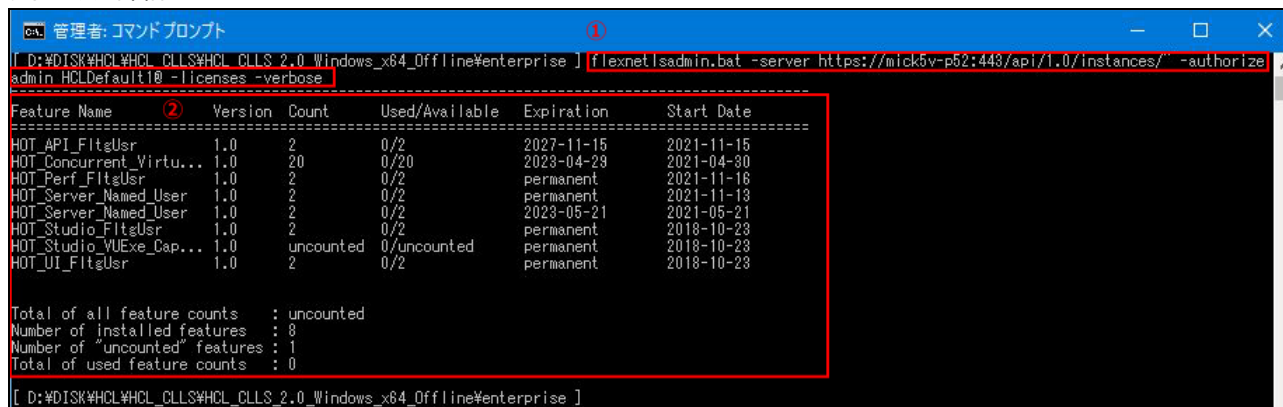 管理者: コマンド プロンプト ①
[ D:¥DISK¥HCL¥HCL_CLLS¥HCL_CLLS_2.0_Windows_x64_Offline¥enterprise ] flexnetlsadmin.bat -server https://mick5v-p52:443/api/1.0/instances/~ -authorize
admin HCLDefault1@ -licenses -verbose
② 
Feature Name Version Count Used/Available Expiration Start Date
HOT_API_FltgUsr 1.0 2 0/2 2027-11-15 2021-11-15
HOT_Concurrent_Virtu... 1.0 20 0/20 2023-04-29 2021-04-30
HOT_Perf_FltgUsr 1.0 2 0/2 permanent 2021-11-16
HOT_Server_Named_User 1.0 2 0/2 permanent 2021-11-13
HOT_Server_Named_User 1.0 2 0/2 2023-05-21 2021-05-21
HOT_Studio_FltgUsr 1.0 2 0/2 permanent 2018-10-23
HOT_Studio_VUExe_Cap... 1.0 uncounted 0/uncounted permanent 2018-10-23
HOT_UI_FltgUsr 1.0 2 0/2 permanent 2018-10-23
Total of all feature counts : uncounted
Number of installed features : 8
Number of "uncounted" features : 1
Total of used feature counts : 0
[ D:¥DISK¥HCL¥HCL_CLLS¥HCL_CLLS_2.0_Windows_x64_Offline¥enterprise ]